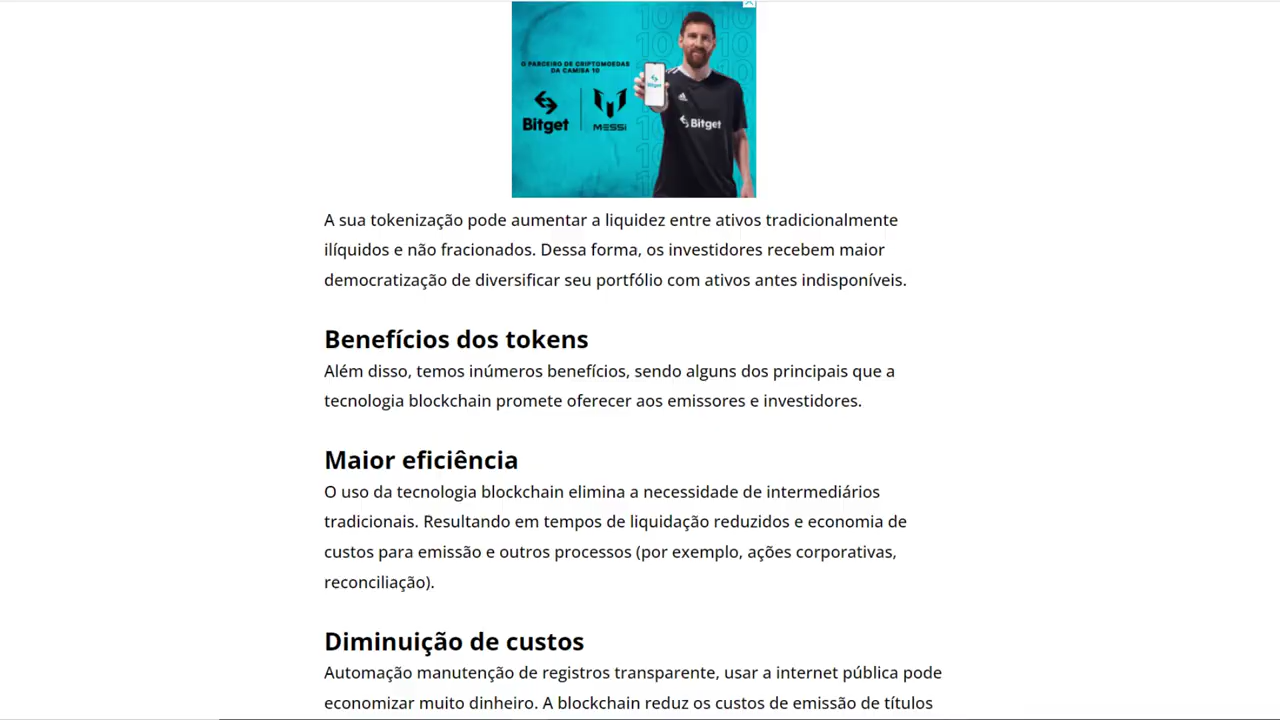 O PARCEIRO DE CRIPTOMOEDAS
DA CAMISA 10
Bitget
MESSI
Bitget
Bitget
10 10 10
A sua tokenização pode aumentar a liquidez entre ativos tradicionalmente
ilíquidos e não fracionados. Dessa forma, os investidores recebem maior
democratização de diversificar seu portfólio com ativos antes indisponíveis.
Benefícios dos tokens
Além disso, temos inúmeros benefícios, sendo alguns dos principais que a
tecnologia blockchain promete oferecer aos emissores e investidores.
Maior eficiência
O uso da tecnologia blockchain elimina a necessidade de intermediários
tradicionais. Resultando em tempos de liquidação reduzidos e economia de
custos para emissão e outros processos (por exemplo, ações corporativas,
reconciliação).
Diminuição de custos
Automação manutenção de registros transparente, usar a internet pública pode
economizar muito dinheiro. A blockchain reduz os custos de emissão de títulos